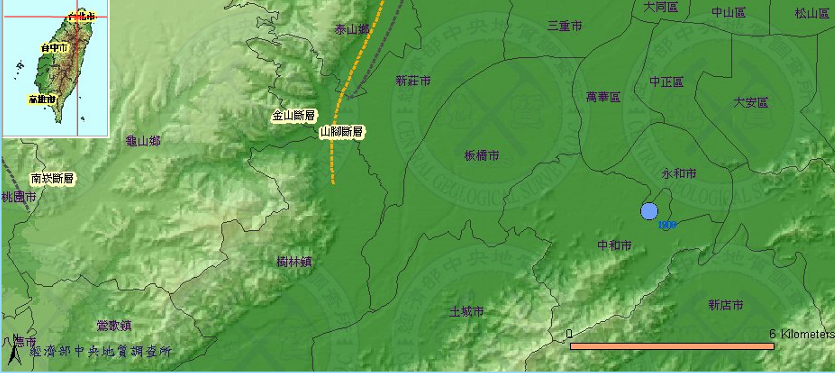 台北市
台中市
高雄市
大同區
中山區
松山區
泰山鄉
三重市
新莊市
中正區
萬華區
大安區
金山斷層
山腳斷層
龜山鄉
板橋市
永和市
南崁斷層
桃園市
1909
中和市
樹林鎮
土城市
新店市
鶯歌鎮
八德市
N
經濟部中央地質調查所
0
6 Kilometers